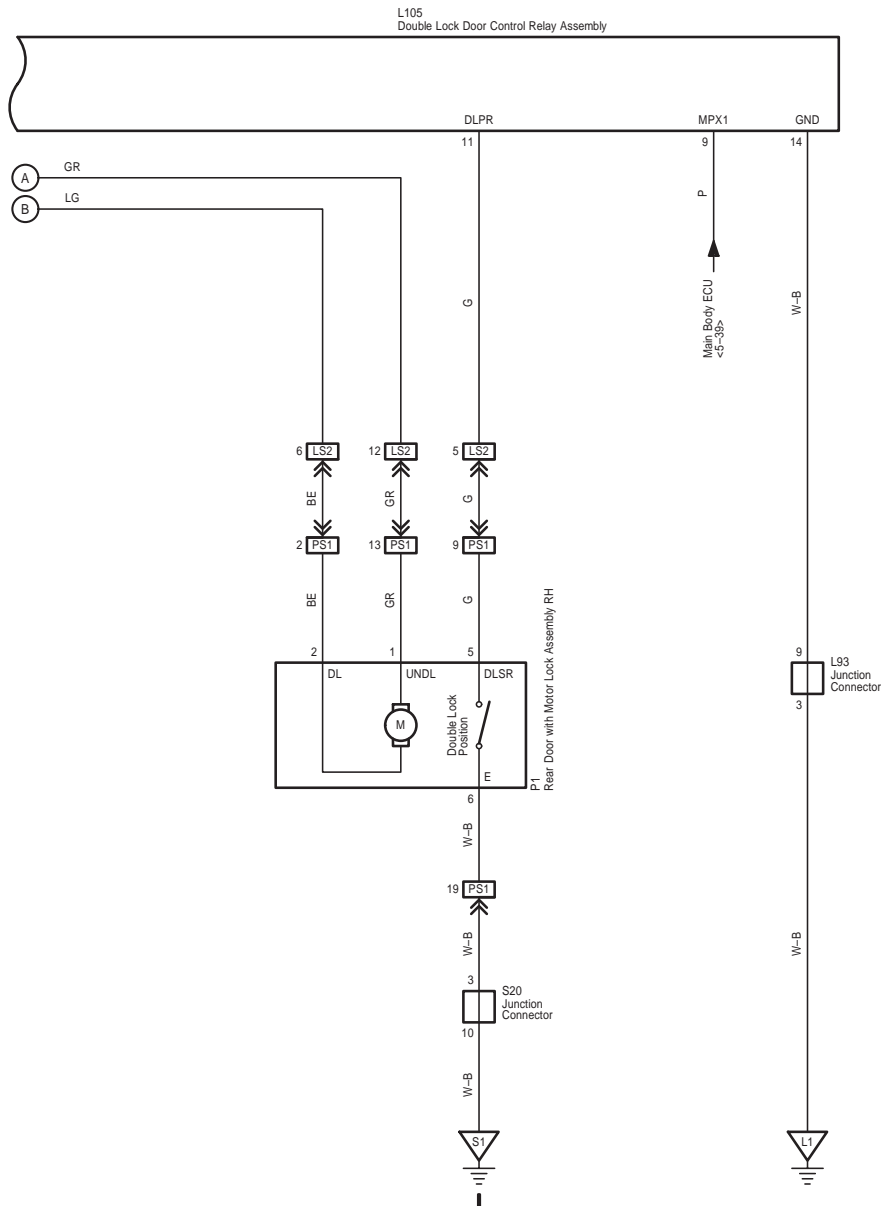 L105
Double Lock Door Control Relay Assembly
DLPR
MPX1
GND
11
9
14
A
GR
B
LG
P
G
W–B
Main Body ECU
<5–39>
6 LS2
12 LS2
5 LS2
BE
GR
G
2 PS1
13 PS1
9 PS1
BE
GR
G
2
1
5
DL
UNDL
DLSR
M
Double Lock
Position
E
P1
Rear Door with Motor Lock Assembly RH
9
L93
Junction
Connector
3
6
W–B
19 PS1
W–B
W–B
3
S20
Junction
Connector
10
W–B
S1
L1